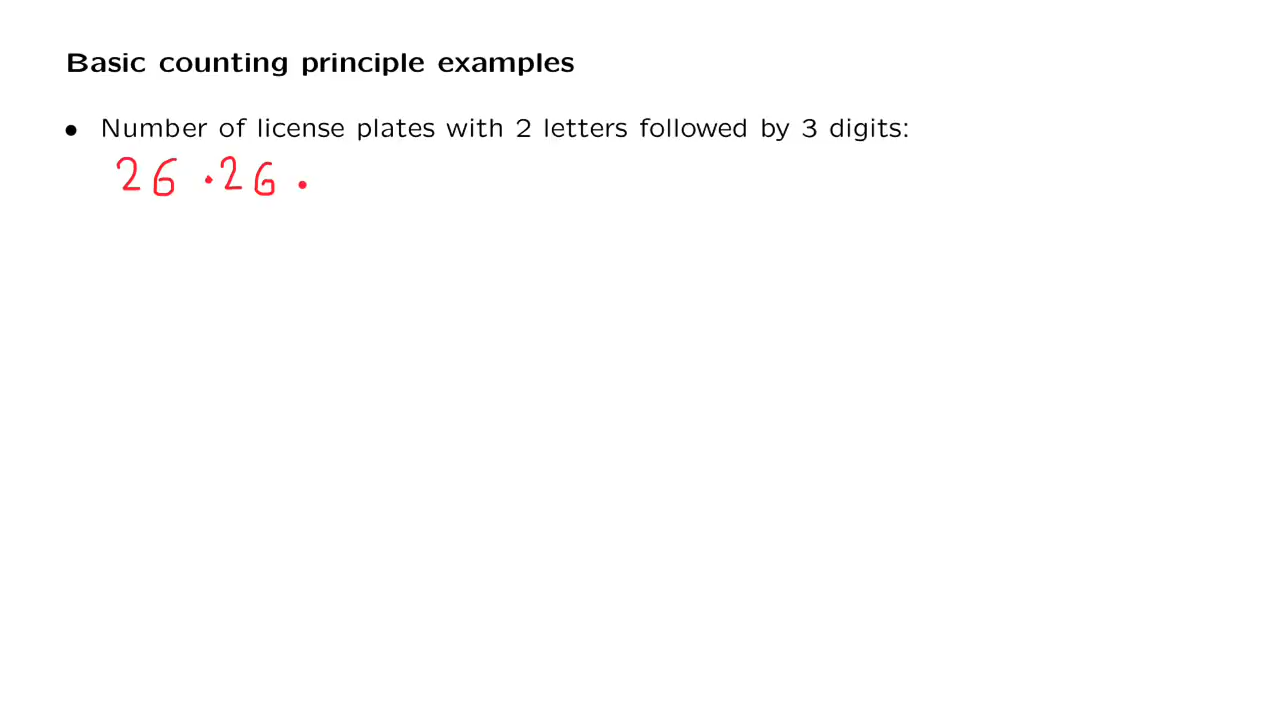 Basic counting principle examples
• Number of license plates with 2 letters followed by 3 digits:
26 · 26 ·